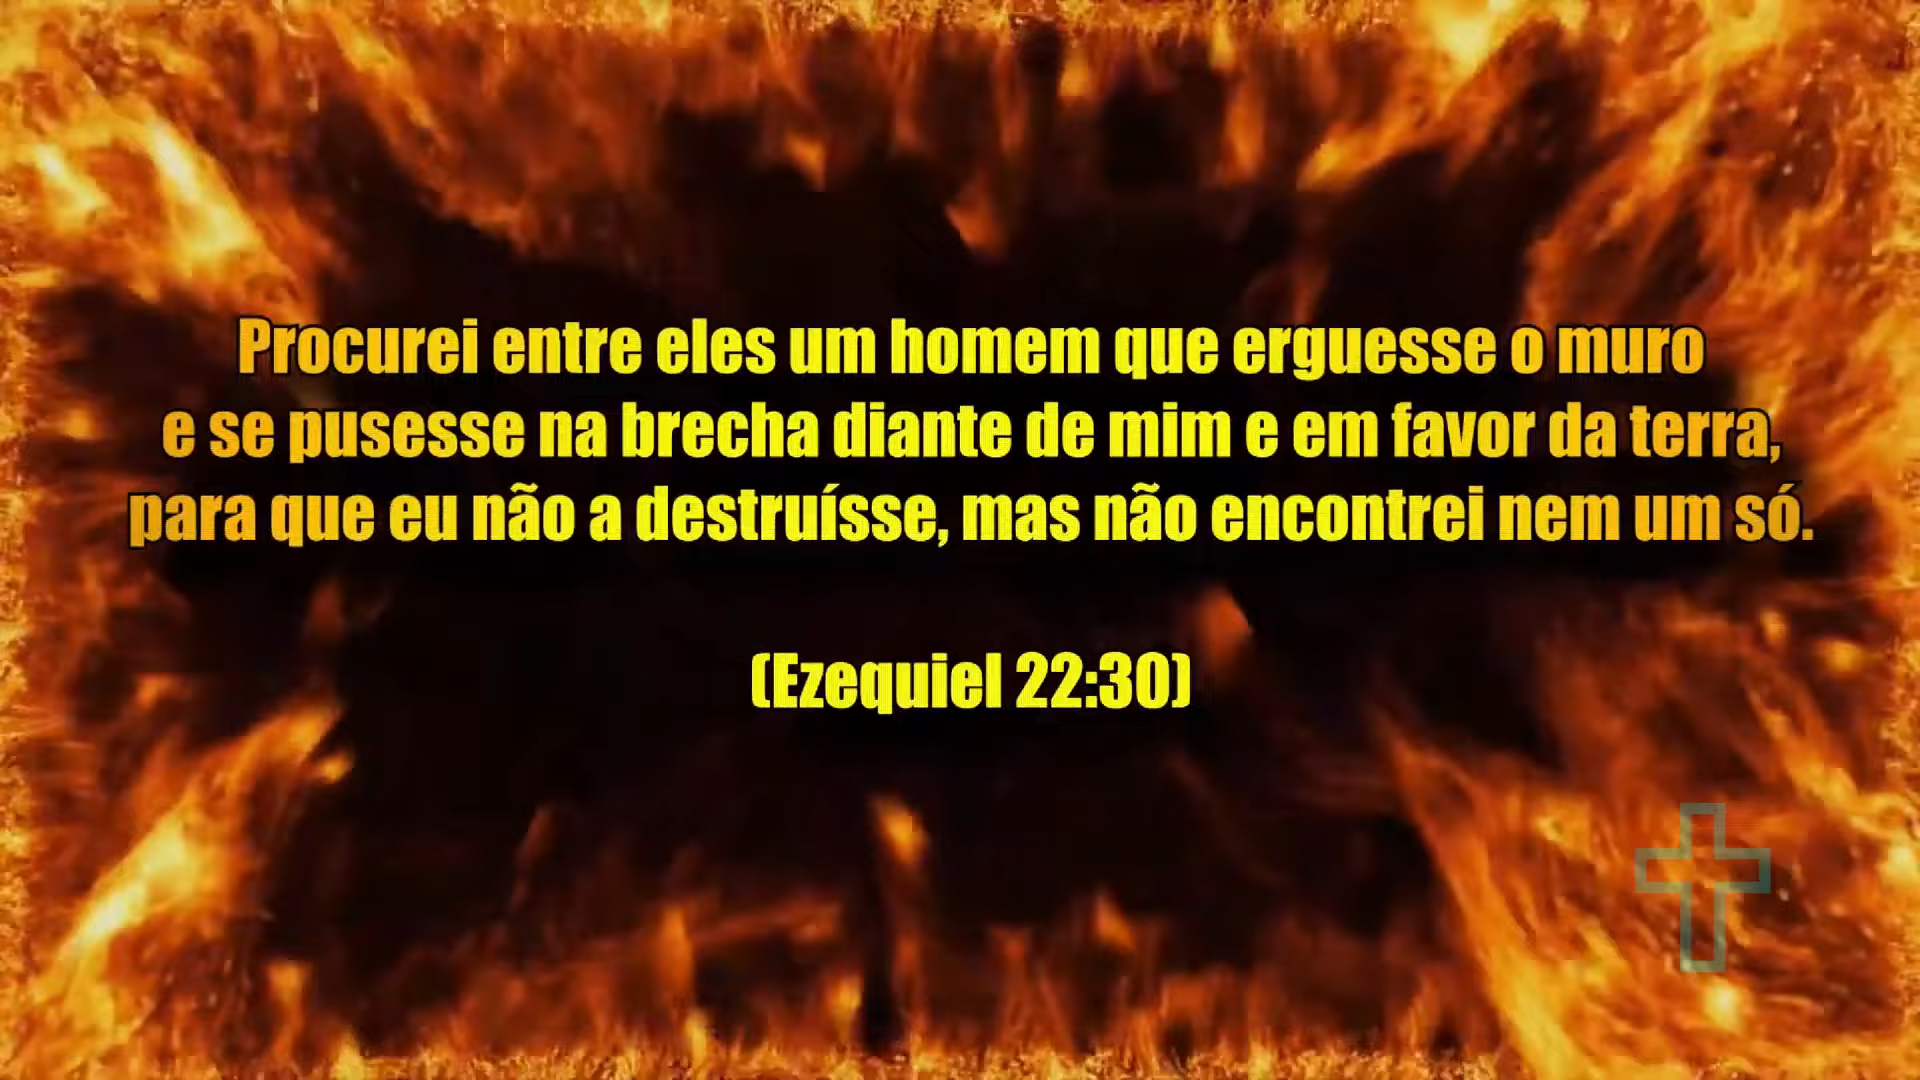 Procurei entre eles um homem que erguesse o muro
e se pusesse na brecha diante de mim e em favor da terra,
para que eu não a destruísse, mas não encontrei nem um só.
(Ezequiel 22:30)